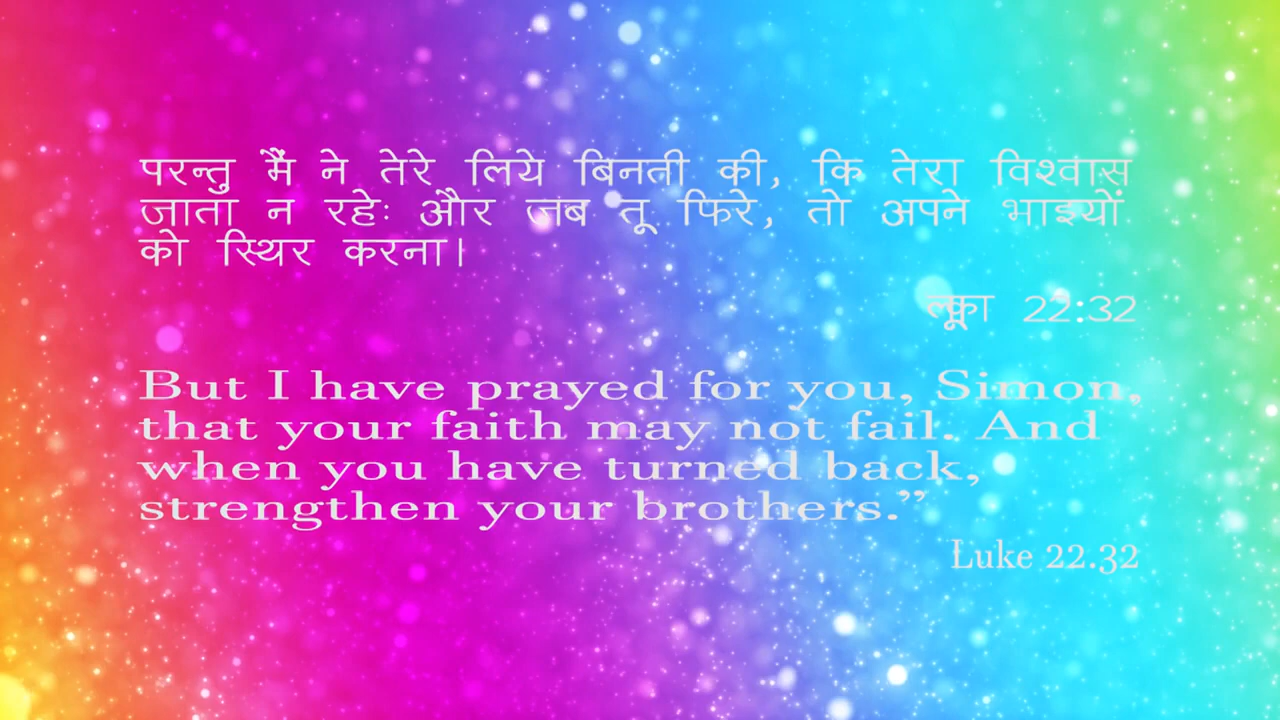 परन्तु मैं ने तेरे लिये बिनती की, कि तेरा विश्वास
जाता न रहेः और जब तू फिरे, तो अपने भाइयों
को स्थिर करना।
लूका 22:32
But I have prayed for you, Simon,
that your faith may not fail. And
when you have turned back,
strengthen your brothers.”
Luke 22.32